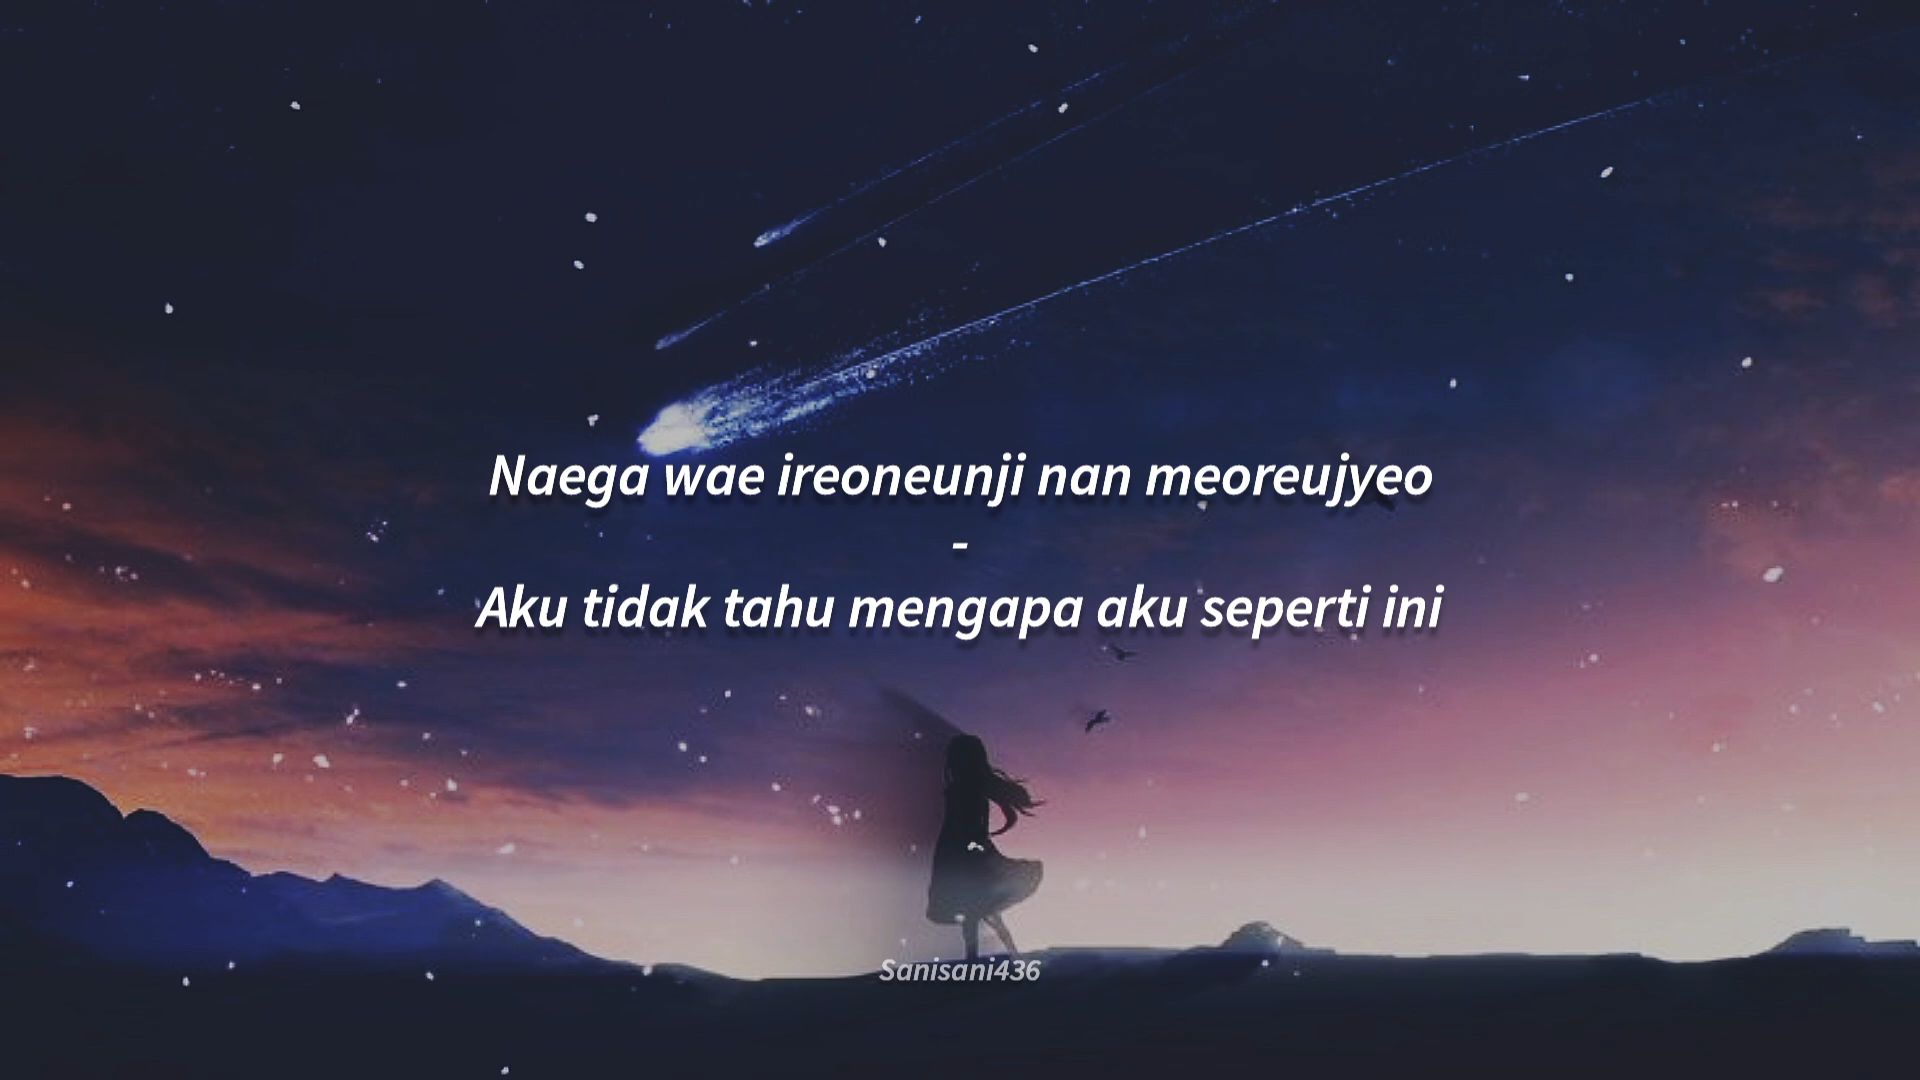 Naega wae ireoneunji nan meoreujyeo
-
Aku tidak tahu mengapa aku seperti ini
Sanisani436